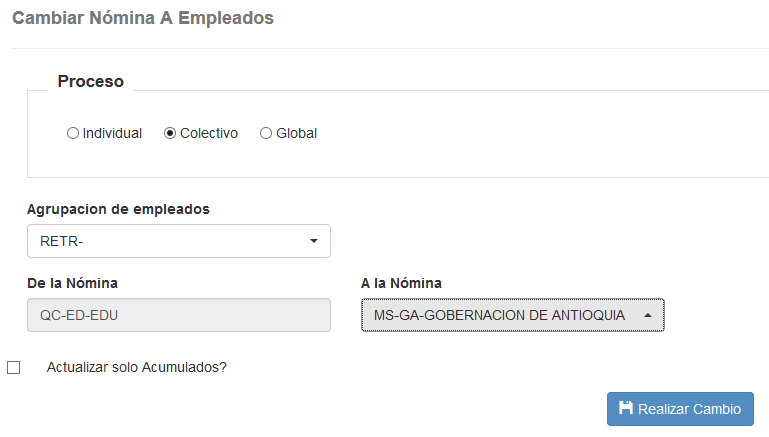 Cambiar Nómina A Empleados
Proceso
Individual Colectivo Global
Agrupacion de empleados
RETR-
De la Nómina A la Nómina
QC-ED-EDU MS-GA-GOBERNACION DE ANTIOQUIA
Actualizar solo Acumulados?
Realizar Cambio